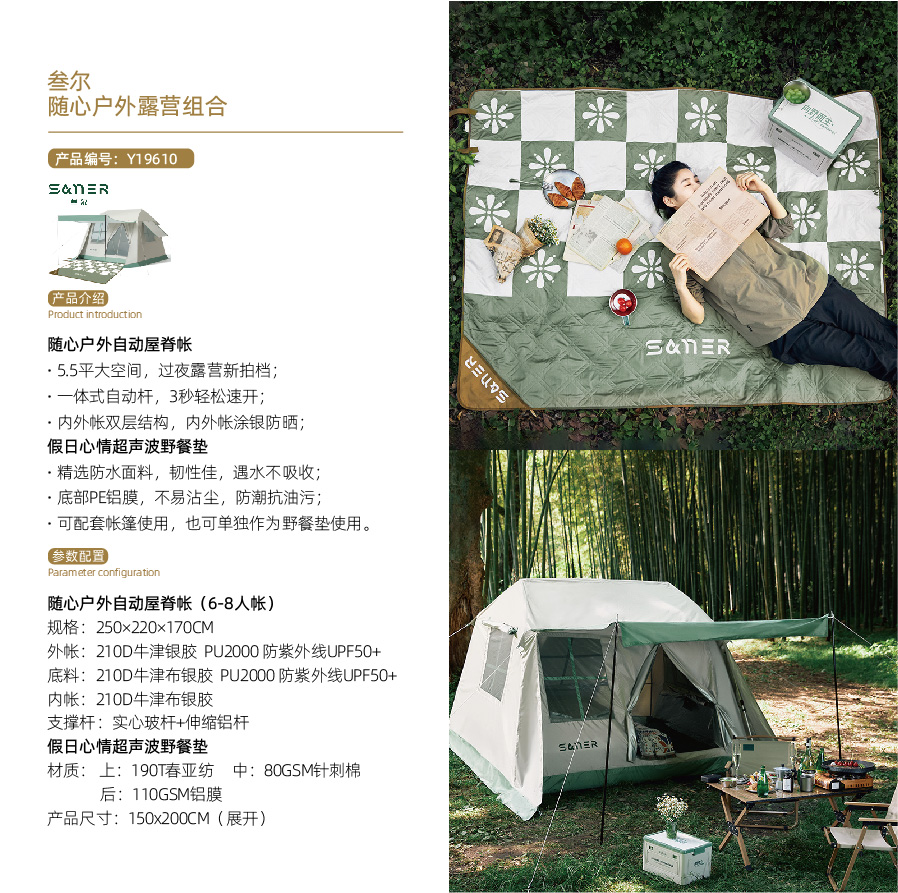 叁尔
随心户外露营组合
产品编号：Y19610
SANER
叁尔
产品介绍
Product introduction
随心户外自动屋脊帐
· 5.5平大空间，过夜露营新拍档；
· 一体式自动杆，3秒轻松速开；
· 内外帐双层结构，内外帐涂银防晒；
假日心情超声波野餐垫
· 精选防水面料，韧性佳，遇水不吸收；
· 底部PE铝膜，不易沾尘，防潮抗油污；
· 可配套帐篷使用，也可单独作为野餐垫使用。
参数配置
Parameter configuration
随心户外自动屋脊帐（6-8人帐）
规格：250×220×170CM
外帐：210D牛津银胶 PU2000 防紫外线UPF50+
底料：210D牛津布银胶 PU2000 防紫外线UPF50+
内帐：210D牛津布银胶
支撑杆：实心玻杆+伸缩铝杆
假日心情超声波野餐垫
材质： 上：190T春亚纺 中：80GSM针刺棉
后：110GSM铝膜
产品尺寸：150x200CM（展开）
SANER
SANER
SANER